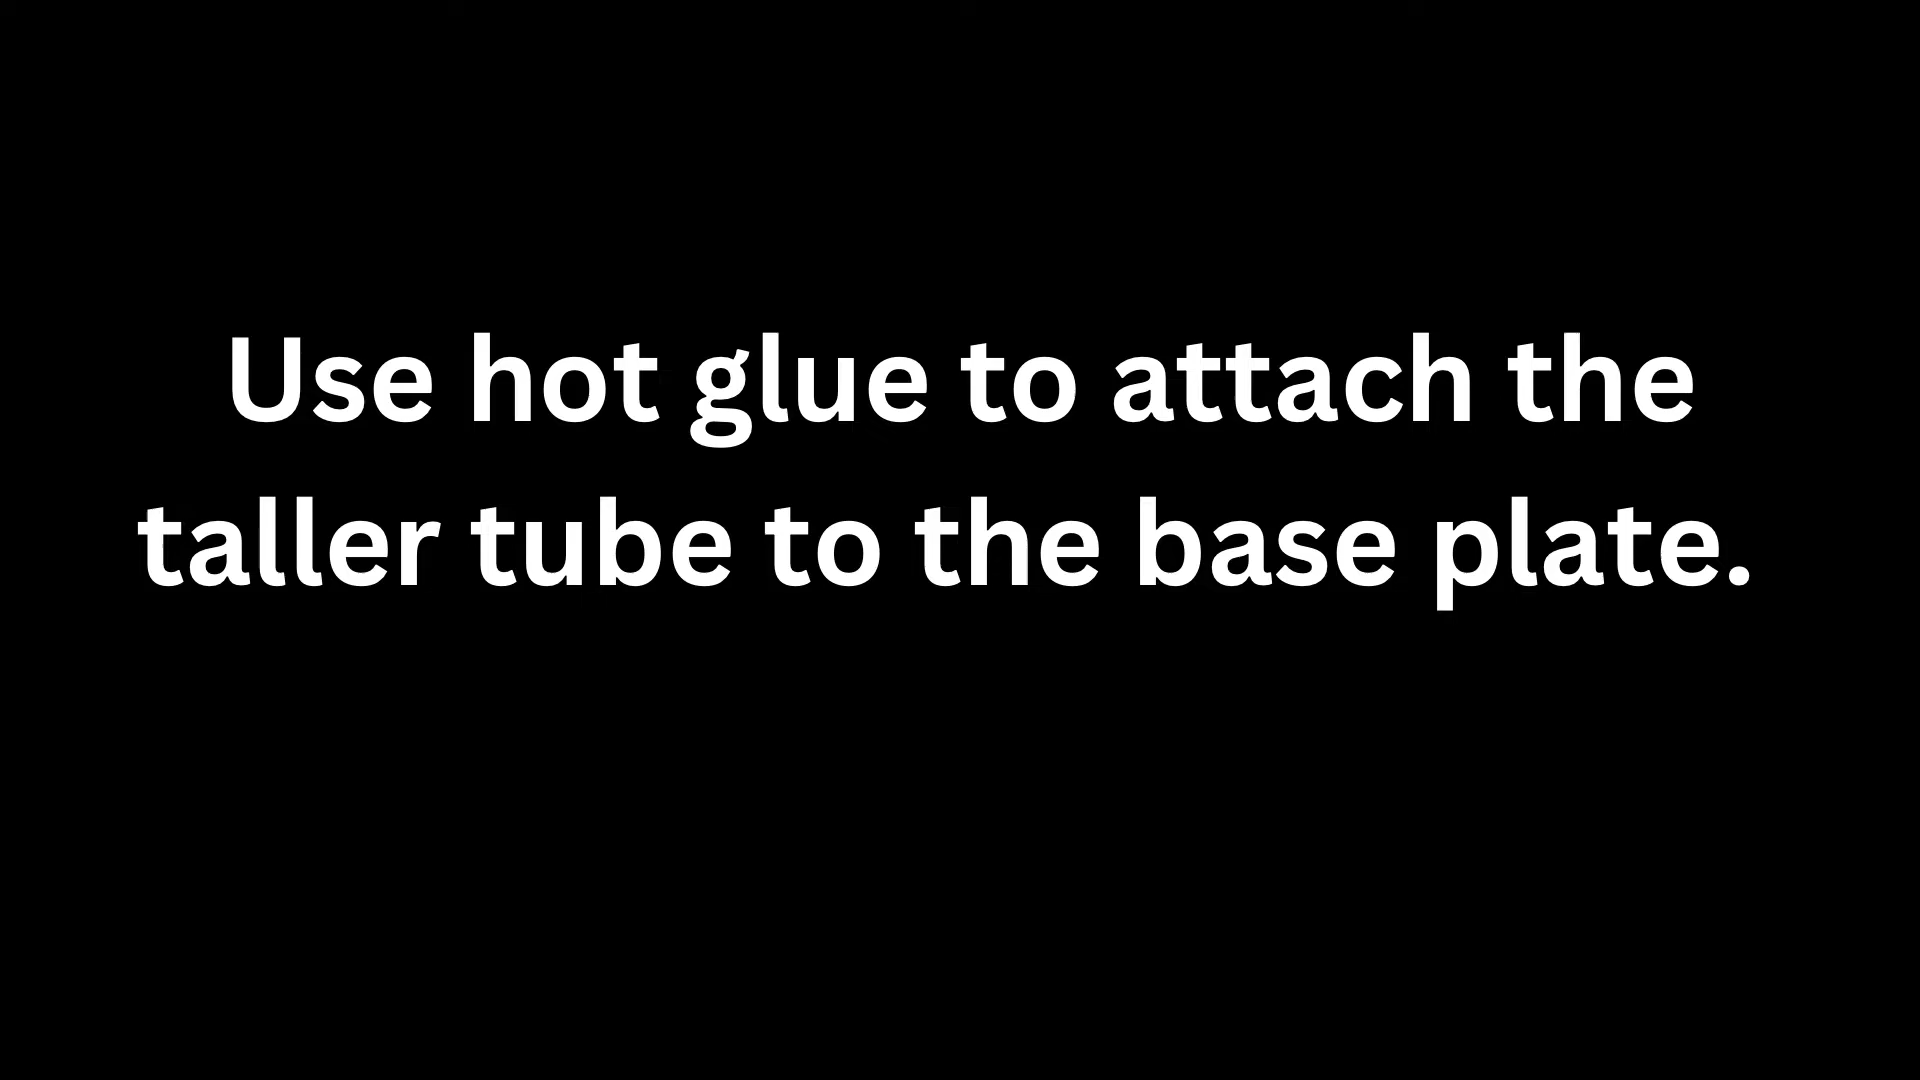 Use hot glue to attach the
taller tube to the base plate.